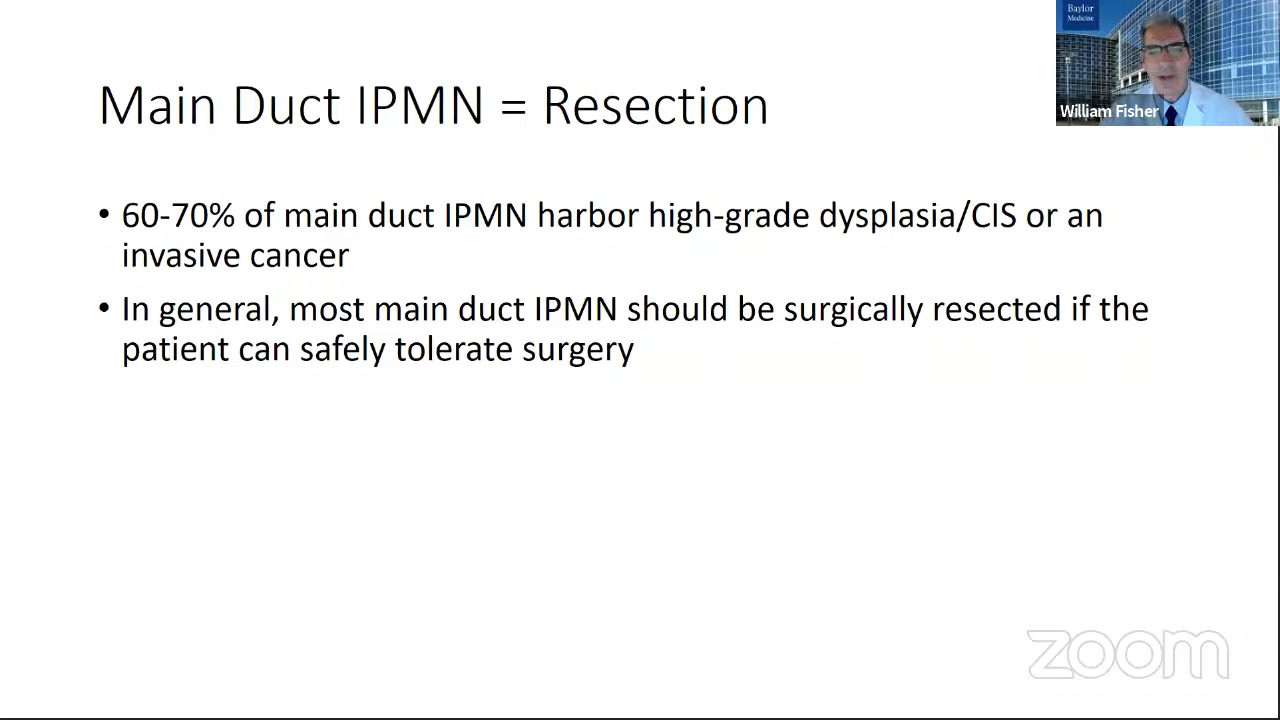 Baylor
Medicine
William Fisher
Main Duct IPMN = Resection
• 60-70% of main duct IPMN harbor high-grade dysplasia/CIS or an
invasive cancer
• In general, most main duct IPMN should be surgically resected if the
patient can safely tolerate surgery
zoom